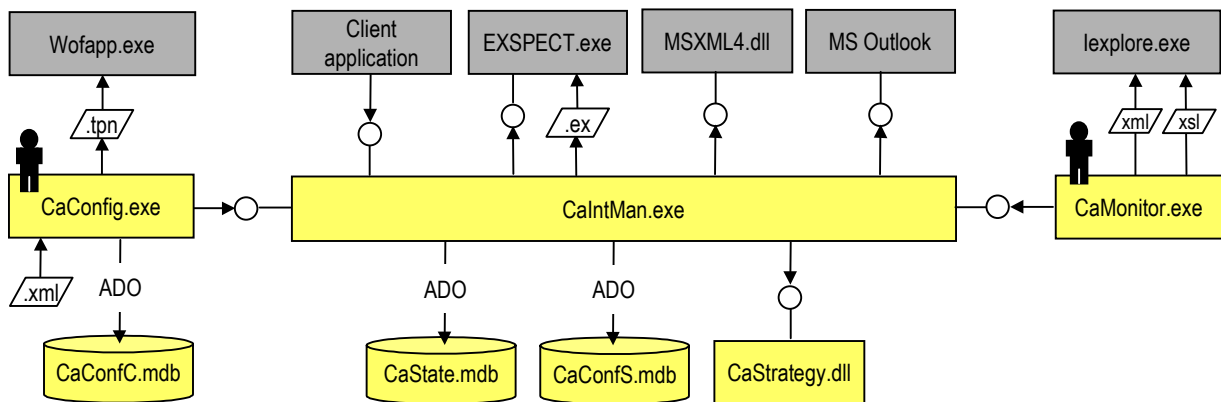 Wofapp.exe
Client
application
EXSPECT.exe
MSXML4.dll
MS Outlook
Iexplore.exe
.tpn
.ex
xml
xsl
CaConfig.exe
CaIntMan.exe
CaMonitor.exe
.xml
ADO
ADO
ADO
CaConfC.mdb
CaState.mdb
CaConfS.mdb
CaStrategy.dll